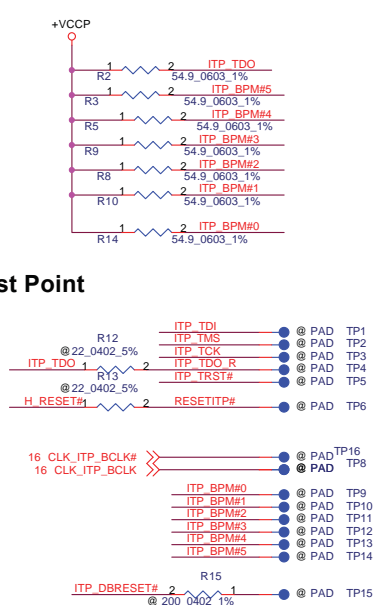 +VCCP
1 2 ITP_TDO
R2 54.9_0603_1%
1 2 ITP_BPM#5
R3 54.9_0603_1%
1 2 ITP_BPM#4
R5 54.9_0603_1%
1 2 ITP_BPM#3
R9 54.9_0603_1%
1 2 ITP_BPM#2
R8 54.9_0603_1%
1 2 ITP_BPM#1
R10 54.9_0603_1%
1 2 ITP_BPM#0
R14 54.9_0603_1%
st Point
ITP_TDI @ PAD TP1
R12 ITP_TMS @ PAD TP2
@22_0402_5% ITP_TCK @ PAD TP3
ITP_TDO 1 2 ITP_TDO_R @ PAD TP4
R13 ITP_TRST# @ PAD TP5
@22_0402_5%
H_RESET# 1 2 RESETITP# @ PAD TP6
16 CLK_ITP_BCLK# @ PAD TP16
16 CLK_ITP_BCLK @ PAD TP8
ITP_BPM#0 @ PAD TP9
ITP_BPM#1 @ PAD TP10
ITP_BPM#2 @ PAD TP11
ITP_BPM#3 @ PAD TP12
ITP_BPM#4 @ PAD TP13
ITP_BPM#5 @ PAD TP14
R15
ITP_DBRESET# 2 1 @ PAD TP15
@ 200_0402_1%